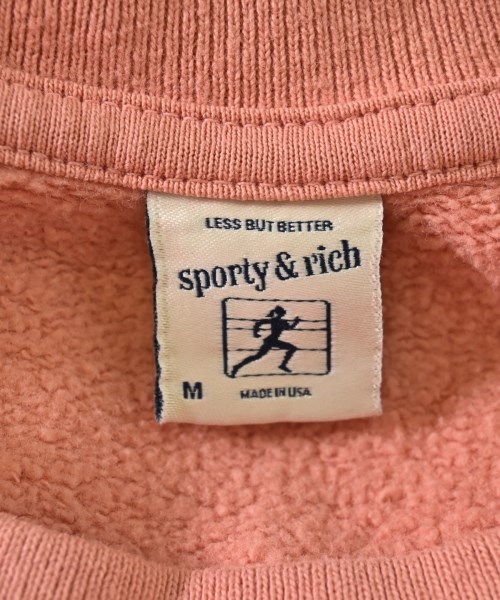 LESS BUT BETTER
sporty & rich
M MADE IN USA